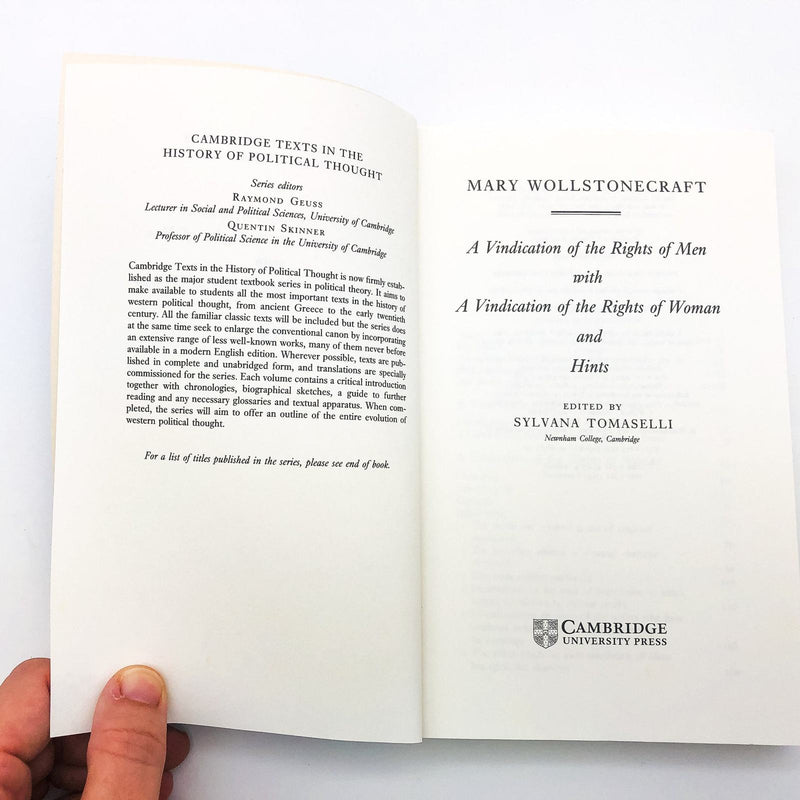 CAMBRIDGE TEXTS IN THE
HISTORY OF POLITICAL THOUGHT
Series editors
RAYMOND GEUSS
Lecturer in Social and Political Sciences, University of Cambridge
QUENTIN SKINNER
Professor of Political Science in the University of Cambridge
Cambridge Texts in the History of Political Thought is now firmly estab-
lished as the major student textbook series in political theory. It aims to
make available to students all the most important texts in the history of
western political thought, from ancient Greece to the early twentieth
century. All the familiar classic texts will be included but the series does
at the same time seek to enlarge the conventional canon by incorporating
an extensive range of less well-known works, many of them never before
available in a modern English edition. Wherever possible, texts are pub-
lished in complete and unabridged form, and translations are specially
commissioned for the series. Each volume contains a critical introduction
together with chronologies, biographical sketches, a guide to further
reading and any necessary glossaries and textual apparatus. When com-
pleted, the series will aim to offer an outline of the entire evolution of
western political thought.
For a list of titles published in the series, please see end of book.
MARY WOLLSTONECRAFT
A Vindication of the Rights of Men
with
A Vindication of the Rights of Woman
and
Hints
EDITED BY
SYLVANA TOMASELLI
Newnham College, Cambridge
CAMBRIDGE
UNIVERSITY PRESS